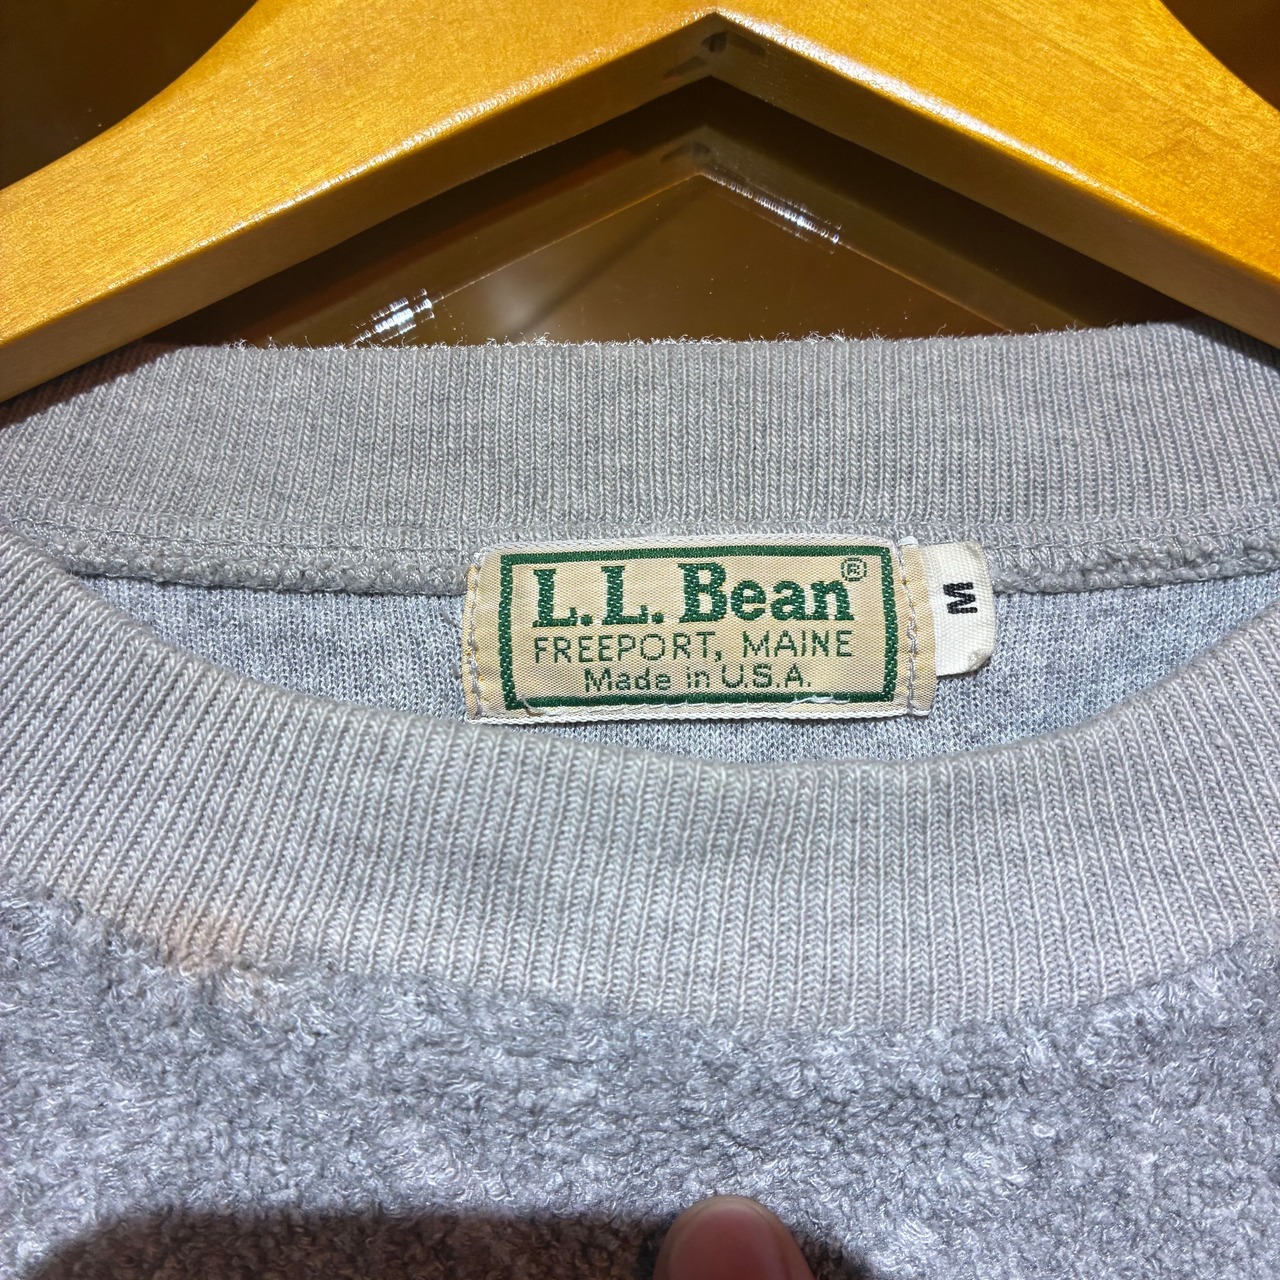 L.L.Bean®
FREEPORT, MAINE
Made in U.S.A.
M